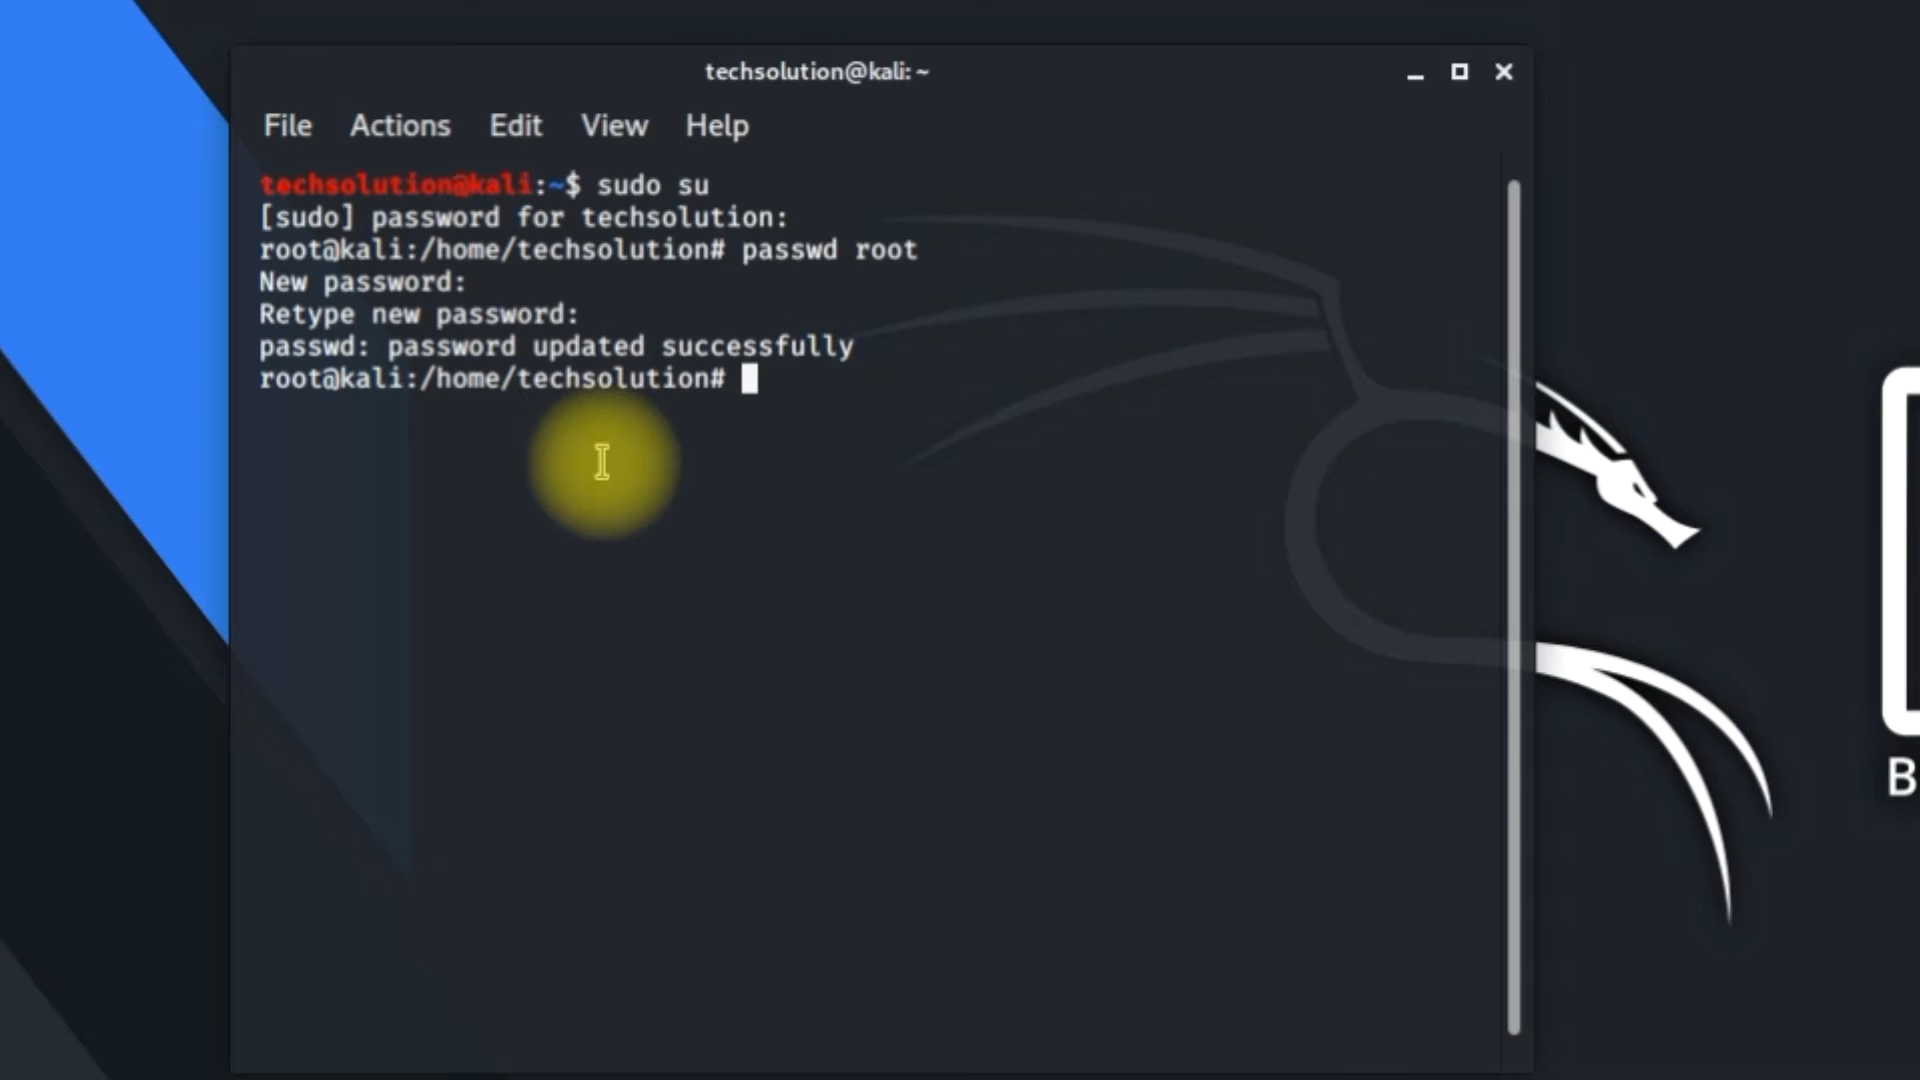 techsolution@kali: ~
File Actions Edit View Help
techsolution@kali:~$ sudo su
[sudo] password for techsolution:
root@kali:/home/techsolution# passwd root
New password:
Retype new password:
passwd: password updated successfully
root@kali:/home/techsolution#
B